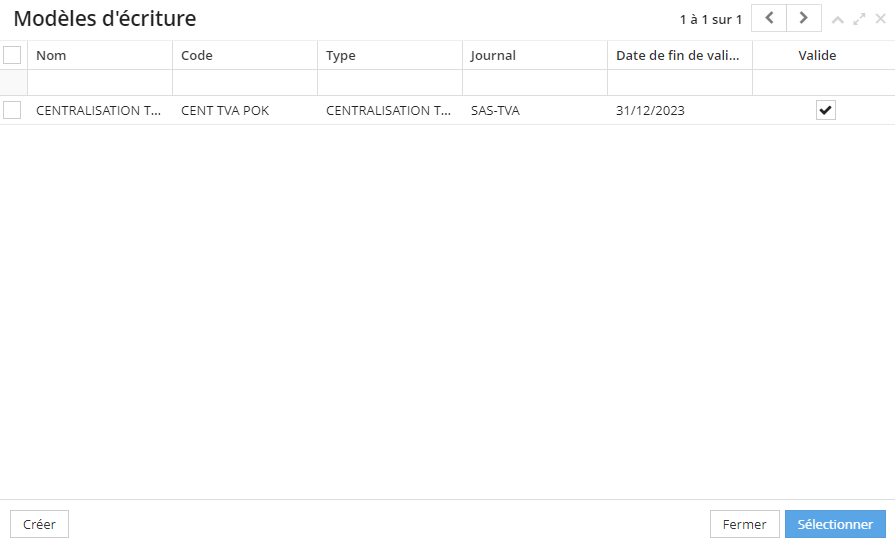 Modèles d'écriture
1 à 1 sur 1
Nom Code Type Journal Date de fin de vali... Valide
CENTRALISATION T... CENT TVA POK CENTRALISATION T... SAS-TVA 31/12/2023
Créer Fermer Sélectionner